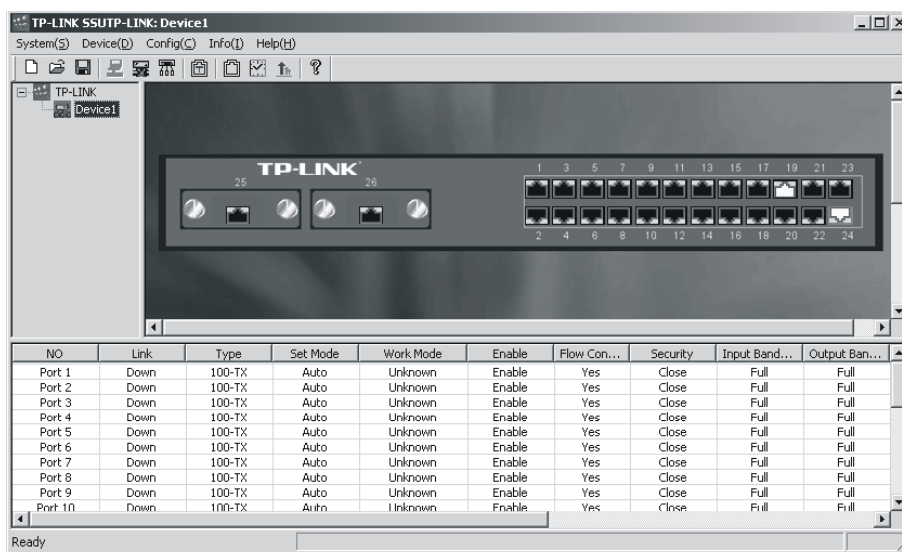 TP-LINK SSUTP-LINK: Device1
System(S) Device(D) Config(C) Info(I) Help(H)
TP-LINK
Device1
TP-LINK
25 26
1 3 5 7 9 11 13 15 17 19 21 23
2 4 6 8 10 12 14 16 18 20 22 24
NO Link Type Set Mode Work Mode Enable Flow Con... Security Input Band... Output Ban...
Port 1 Down 100-TX Auto Unknown Enable Yes Close Full Full
Port 2 Down 100-TX Auto Unknown Enable Yes Close Full Full
Port 3 Down 100-TX Auto Unknown Enable Yes Close Full Full
Port 4 Down 100-TX Auto Unknown Enable Yes Close Full Full
Port 5 Down 100-TX Auto Unknown Enable Yes Close Full Full
Port 6 Down 100-TX Auto Unknown Enable Yes Close Full Full
Port 7 Down 100-TX Auto Unknown Enable Yes Close Full Full
Port 8 Down 100-TX Auto Unknown Enable Yes Close Full Full
Port 9 Down 100-TX Auto Unknown Enable Yes Close Full Full
Port 10 Down 100-TX Auto Unknown Enable Yes Close Full Full
Ready